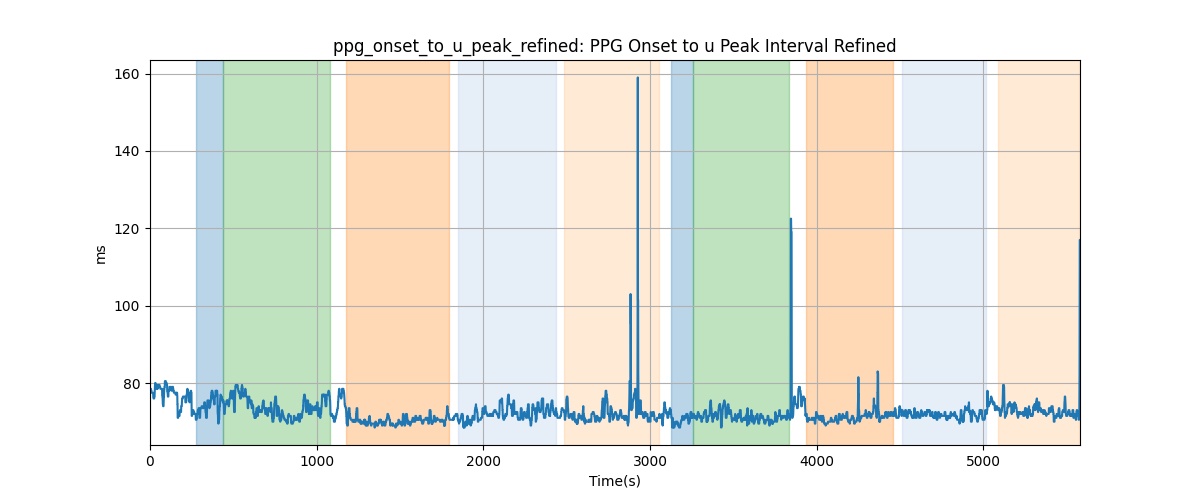 ppg_onset_to_u_peak_refined: PPG Onset to u Peak Interval Refined
160
140
120
100
80
ms
0 1000 2000 3000 4000 5000
Time(s)